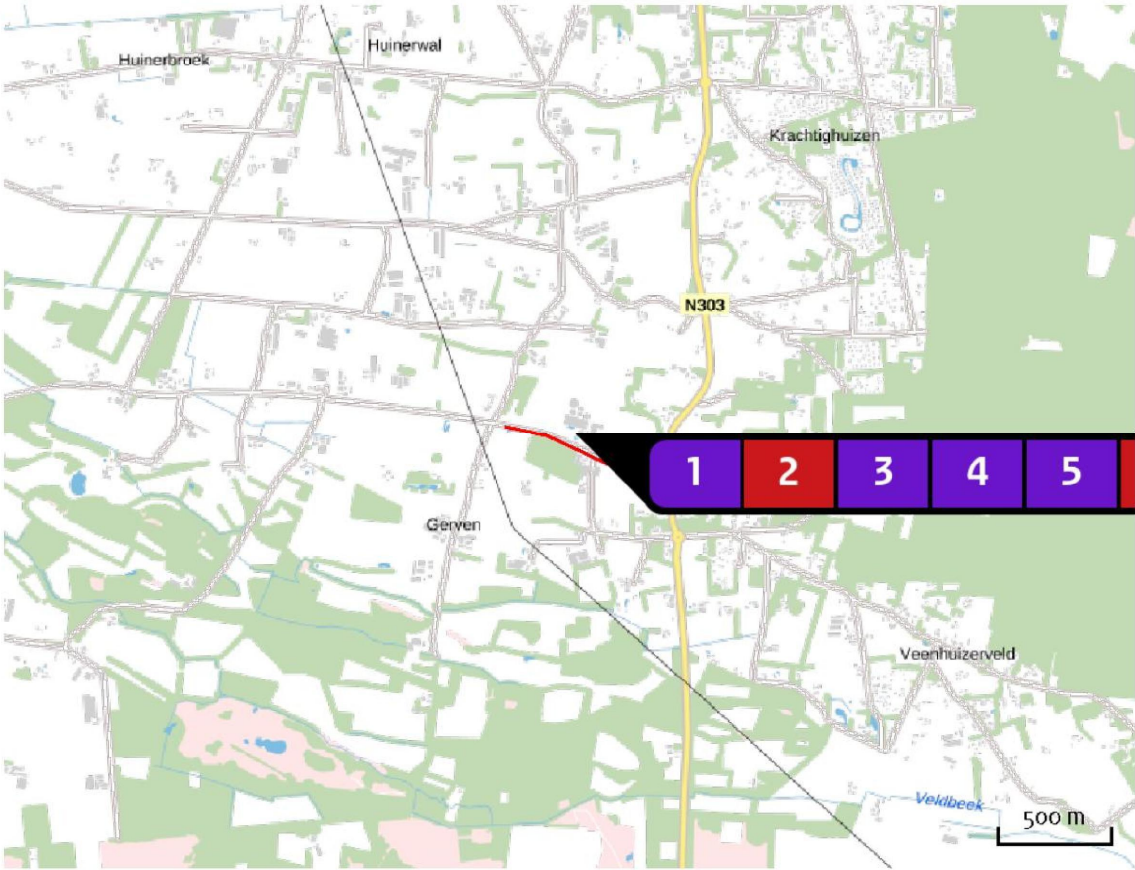 Huinerwal
Huinerbroek
Krachtighuizen
N303
1 2 3 4 5
Gerven
Veenhuizerveld
Veldbeek
500 m